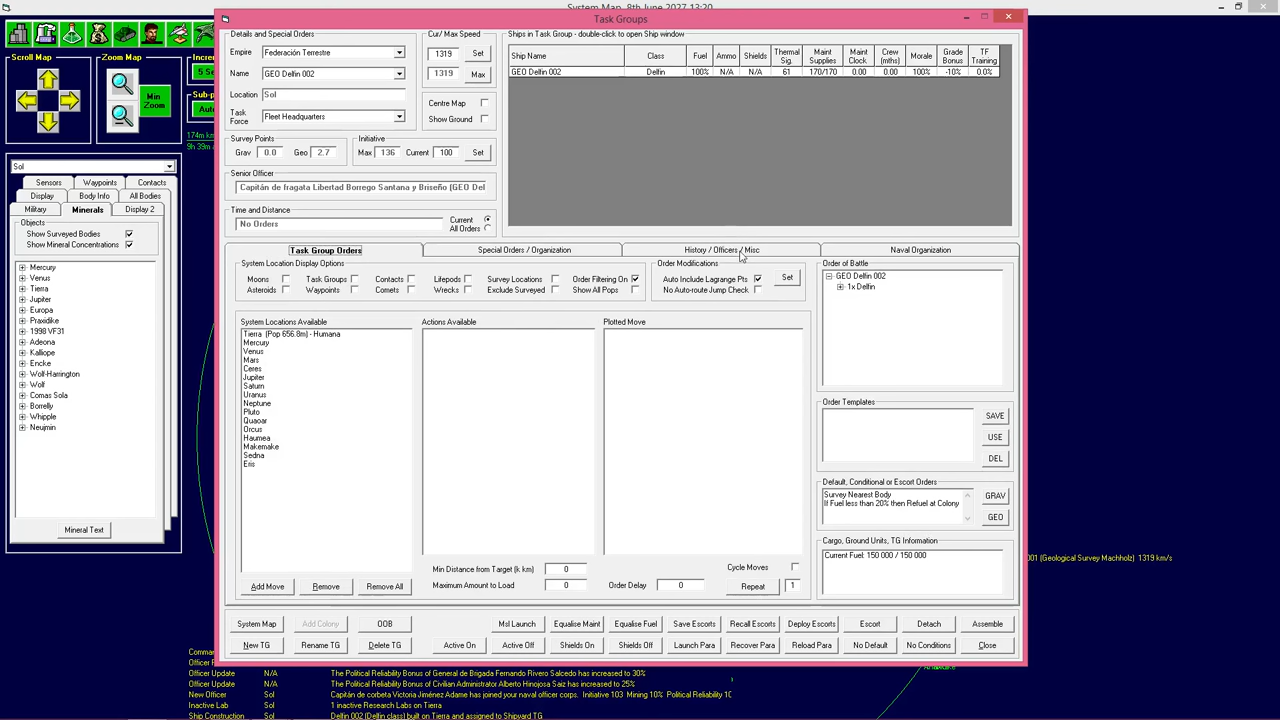 System Map, 8th June 2027 13:20
Task Groups
Scroll Map
Zoom Map
Min
Zoom
174m k
9h 39m
Sol
Sensors
Waypoints
Contacts
Display
Body Info
All Bodies
Military
Minerals
Display 2
Objects
Show Surveyed Bodies
Show Mineral Concentrations
Mercury
Venus
Tierra
Jupiter
Europa
Praxidike
1998 VF31
Adeona
Kalliope
Encke
Wolf-Harrington
Wolf
Comas Sola
Borrelly
Whipple
Neujmin
Mineral Text
Details and Special Orders
Empire
Federación Terrestre
Name
GEO Delfin 002
Location
Sol
Task
Force
Fleet Headquarters
Cur/ Max Speed
1319
Set
1319
Max
Centre Map
Show Ground
Survey Points
Grav
0.0
Geo
2.7
Initiative
Max
136
Current
100
Set
Senior Officer
Capitán de fragata Libertad Borrego Santana y Briseño (GEO Del
Time and Distance
No Orders
Current
All Orders
Ships in Task Group - double-click to open Ship window
Ship Name
Class
Fuel
Ammo
Shields
Thermal Sig.
Maint Supplies
Maint Clock
Crew (mths)
Morale
Grade Bonus
TF Training
GEO Delfin 002
Delfin
100%
N/A
N/A
61
170/170
0.00
0.00
100%
-10%
0.0%
Task Group Orders
Special Orders / Organization
History / Officers / Misc
Naval Organization
System Location Display Options
Moons
Task Groups
Contacts
Lifepods
Survey Locations
Order Filtering On
Asteroids
Waypoints
Comets
Wrecks
Exclude Surveyed
Show All Pops
Order Modifications
Auto Include Lagrange Pts
Set
No Auto-route Jump Check
Order of Battle
GEO Delfin 002
1x Delfin
System Locations Available
Tierra (Pop 656.8m) - Humana
Mercury
Venus
Mars
Ceres
Jupiter
Saturn
Uranus
Neptune
Pluto
Quaoar
Orcus
Haumea
Makemake
Sedna
Eris
Actions Available
Plotted Move
Order Templates
SAVE
USE
DEL
Default, Conditional or Escort Orders
Survey Nearest Body
If Fuel less than 20% then Refuel at Colony
GRAV
GEO
Cargo, Ground Units, TG Information
Current Fuel: 150 000 / 150 000
Min Distance from Target (k km)
0
Cycle Moves
Add Move
Remove
Remove All
Maximum Amount to Load
0
Order Delay
0
Repeat
1
System Map
Add Colony
OOB
Msl Launch
Equalise Maint
Equalise Fuel
Save Escorts
Recall Escorts
Deploy Escorts
Escort
Detach
Assemble
New TG
Rename TG
Delete TG
Active On
Active Off
Shields On
Shields Off
Launch Para
Recover Para
Reload Para
No Default
No Conditions
Close
001 (Geological Survey Machholz) 1319 km/s
Officer Update N/A The Political Reliability Bonus of General de Brigada Fernando Rivero Salcedo has increased to 30%
Officer Update N/A The Political Reliability Bonus of Civilian Administrator Alberto Hinojosa Saiz has increased to 25%
New Officer Sol Capitán de corbeta Victoria Jiménez Adame has joined your naval officer corps. Initiative 103 Mining 10% Political Reliability 10
Inactive Lab Sol 1 inactive Research Labs on Tierra
Ship Construction Sol Delfin 002 (Delfin class) built on Tierra and assigned to Shipyard TG